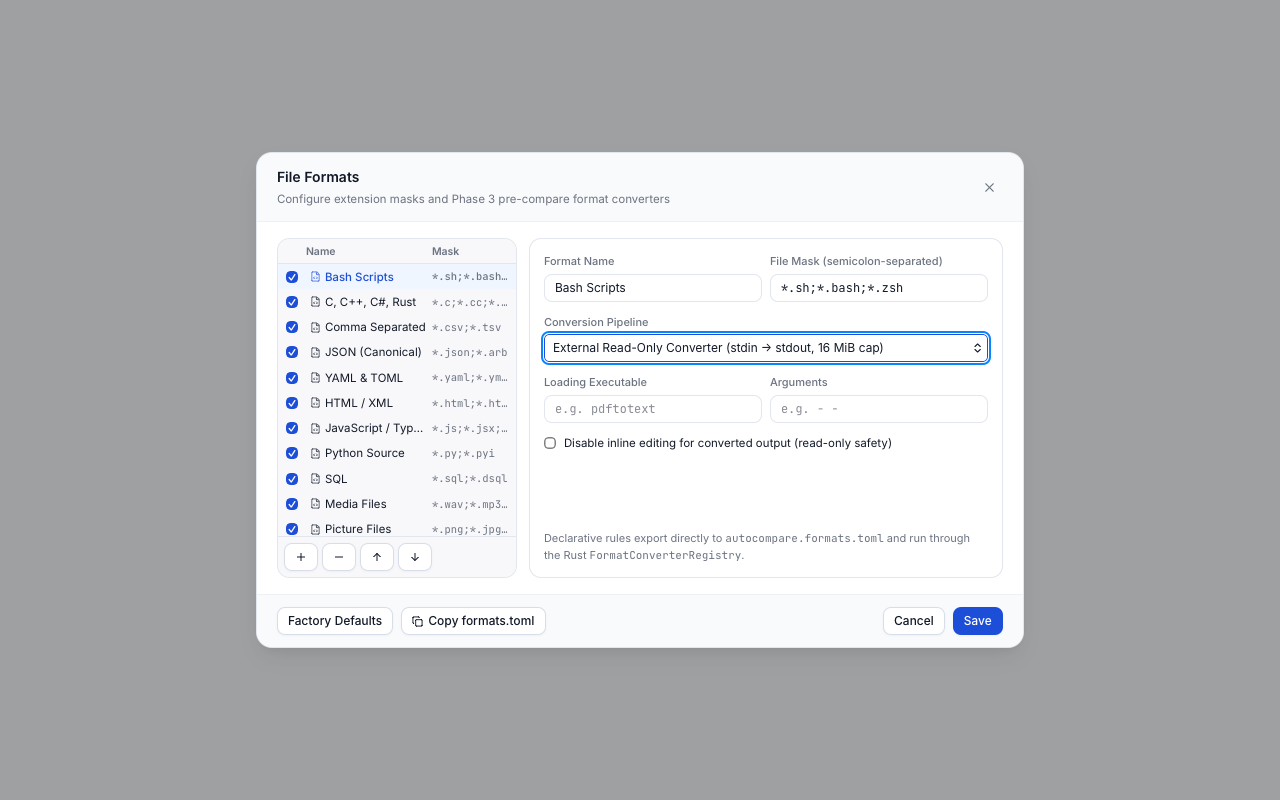 File Formats
Configure extension masks and Phase 3 pre-compare format converters
Name Mask
Bash Scripts *.sh;*.bash…
C, C++, C#, Rust *.c;*.cc;*.…
Comma Separated *.csv;*.tsv
JSON (Canonical) *.json;*.arb
YAML & TOML *.yaml;*.ym…
HTML / XML *.html;*.ht…
JavaScript / Typ… *.js;*.jsx;…
Python Source *.py;*.pyi
SQL *.sql;*.dsql
Media Files *.wav;*.mp3…
Picture Files *.png;*.jpg…
Format Name File Mask (semicolon-separated)
Bash Scripts *.sh;*.bash;*.zsh
Conversion Pipeline
External Read-Only Converter (stdin → stdout, 16 MiB cap)
Loading Executable Arguments
e.g. pdftotext e.g. - -
Disable inline editing for converted output (read-only safety)
Declarative rules export directly to autocompare.formats.toml and run through
the Rust FormatConverterRegistry.
Factory Defaults Copy formats.toml Cancel Save